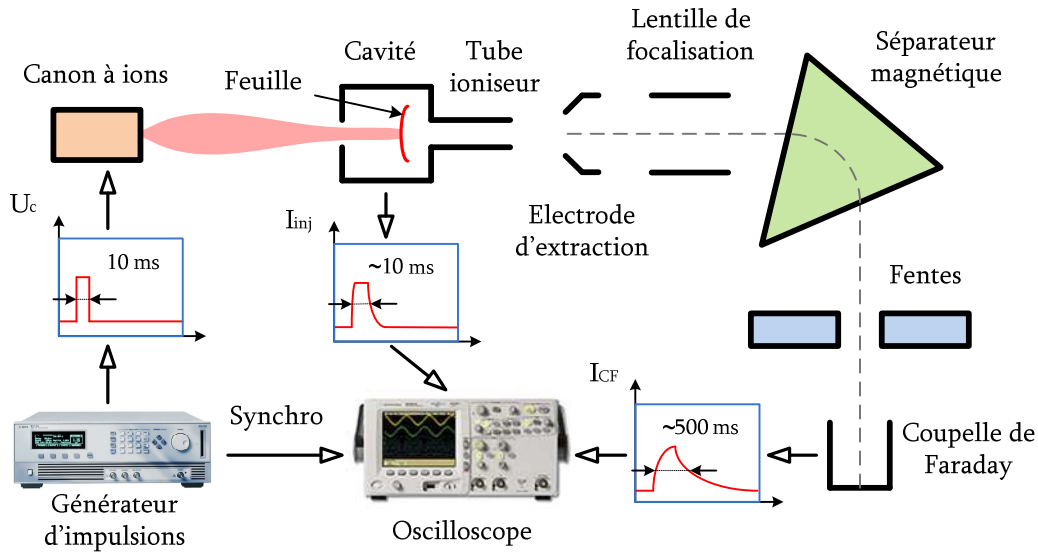 Canon à ions
Feuille
Cavité
Tube
ioniseur
Lentille de
focalisation
Séparateur
magnétique
Electrode
d'extraction
Fentes
Uc
10 ms
Iinj
~10 ms
ICF
~500 ms
Coupelle de
Faraday
Synchro
Générateur
d'impulsions
Oscilloscope